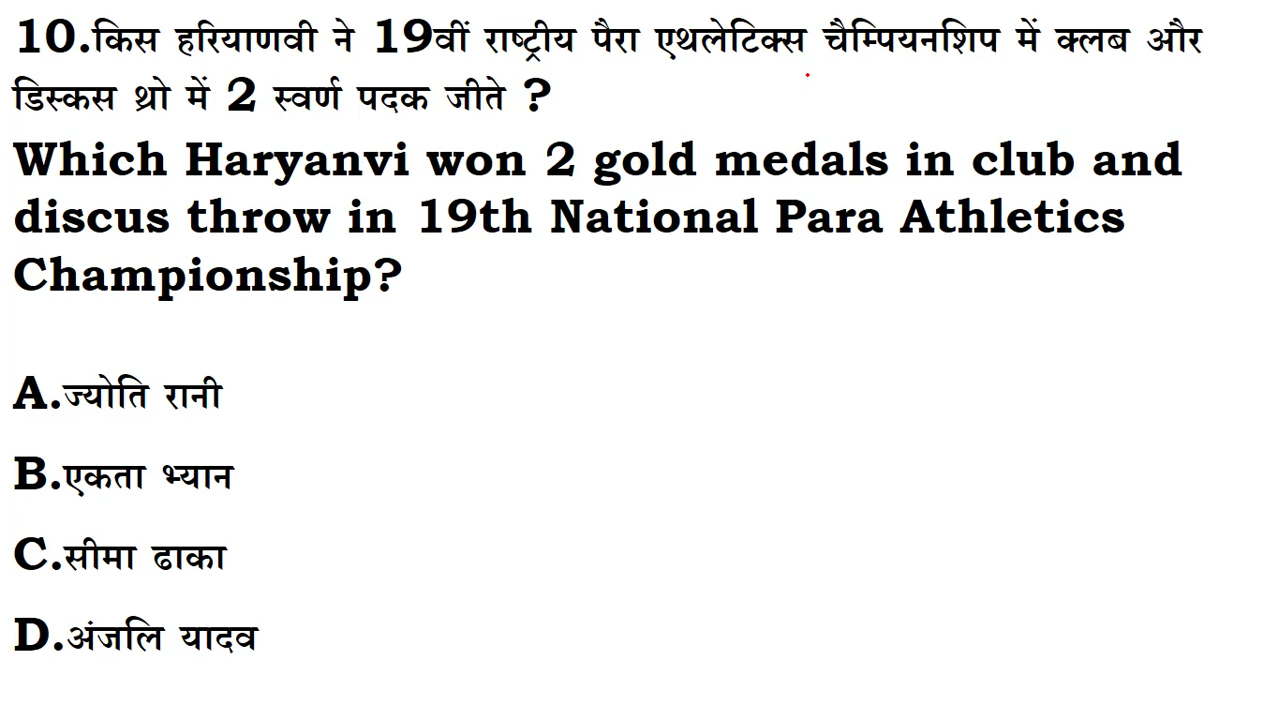 10.किस हरियाणवी ने 19वीं राष्ट्रीय पैरा एथलेटिक्स चैम्पियनशिप में क्लब और
डिस्कस थ्रो में 2 स्वर्ण पदक जीते ?
Which Haryanvi won 2 gold medals in club and
discus throw in 19th National Para Athletics
Championship?
A.ज्योति रानी
B.एकता भ्यान
C.सीमा ढाका
D.अंजलि यादव